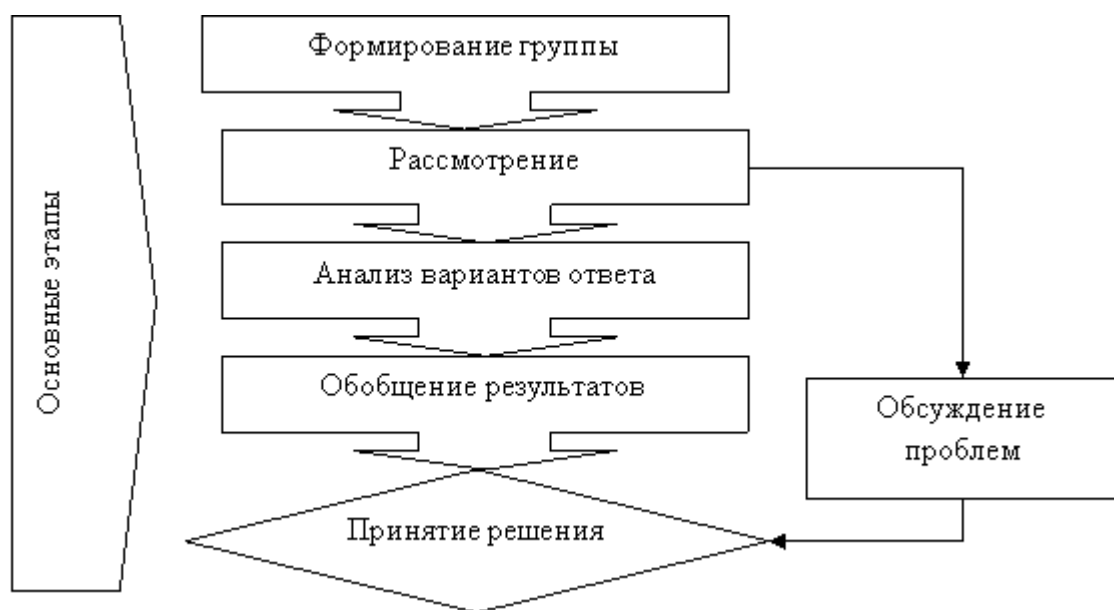 Основные этапы
Формирование группы
Рассмотрение
Анализ вариантов ответа
Обобщение результатов
Обсуждение
проблем
Принятие решения